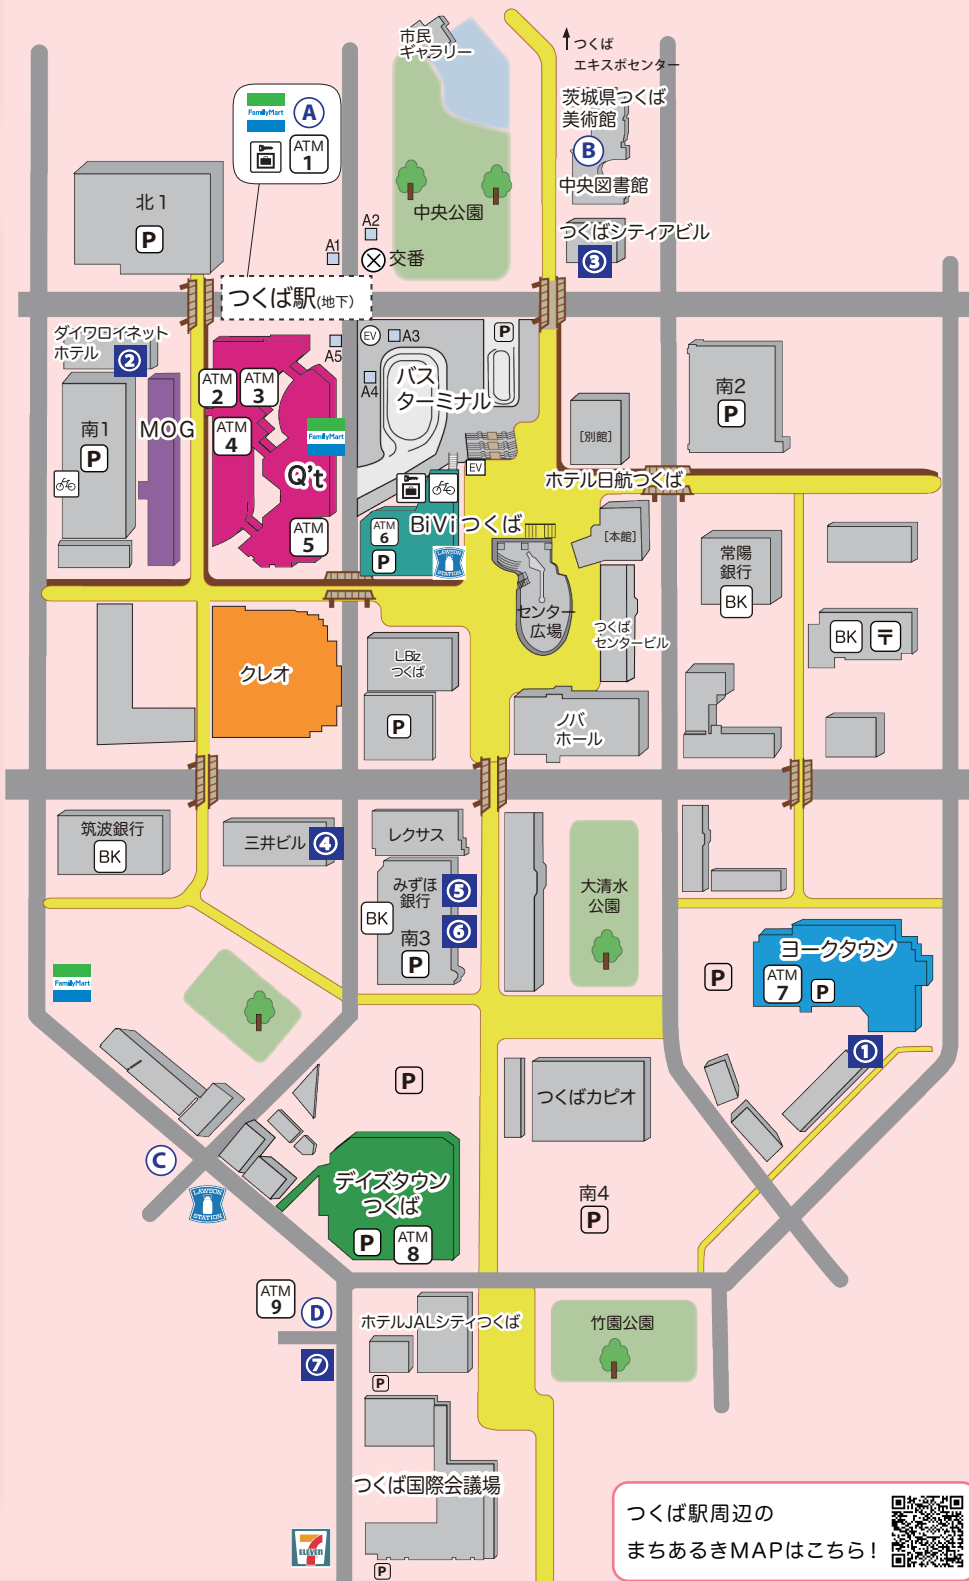 市民
ギャラリー
つくば
エキスポセンター
茨城県つくば
美術館
B
中央図書館
FamilyMart
A
ATM
1
北1
P
中央公園
つくばシティアビル
③
A2
A1
交番
つくば駅(地下)
ダイワロイネット
ホテル
②
A5
EV
A3
P
A4
バス
ターミナル
ATM
2
ATM
3
ATM
4
FamilyMart
南1
P
MOG
Q't
ATM
5
[別館]
南2
P
EV
ホテル日航つくば
BiViつくば
ATM
6
P
LAWSON
STATION
[本館]
常陽
銀行
BK
センター
広場
つくば
センタービル
BK
〒
クレオ
L.Biz
つくば
P
ノバ
ホール
筑波銀行
BK
三井ビル
④
レクサス
みずほ
銀行
⑤
BK
南3
⑥
P
大清水
公園
ヨークタウン
ATM
7
P
P
①
FamilyMart
P
つくばカピオ
C
LAWSON
STATION
デイズタウン
つくば
P
ATM
8
南4
P
ATM
9
D
⑦
ホテルJALシティつくば
P
竹園公園
つくば国際会議場
P
7
ELEVEN
つくば駅周辺の
まちあるきMAPはこちら！